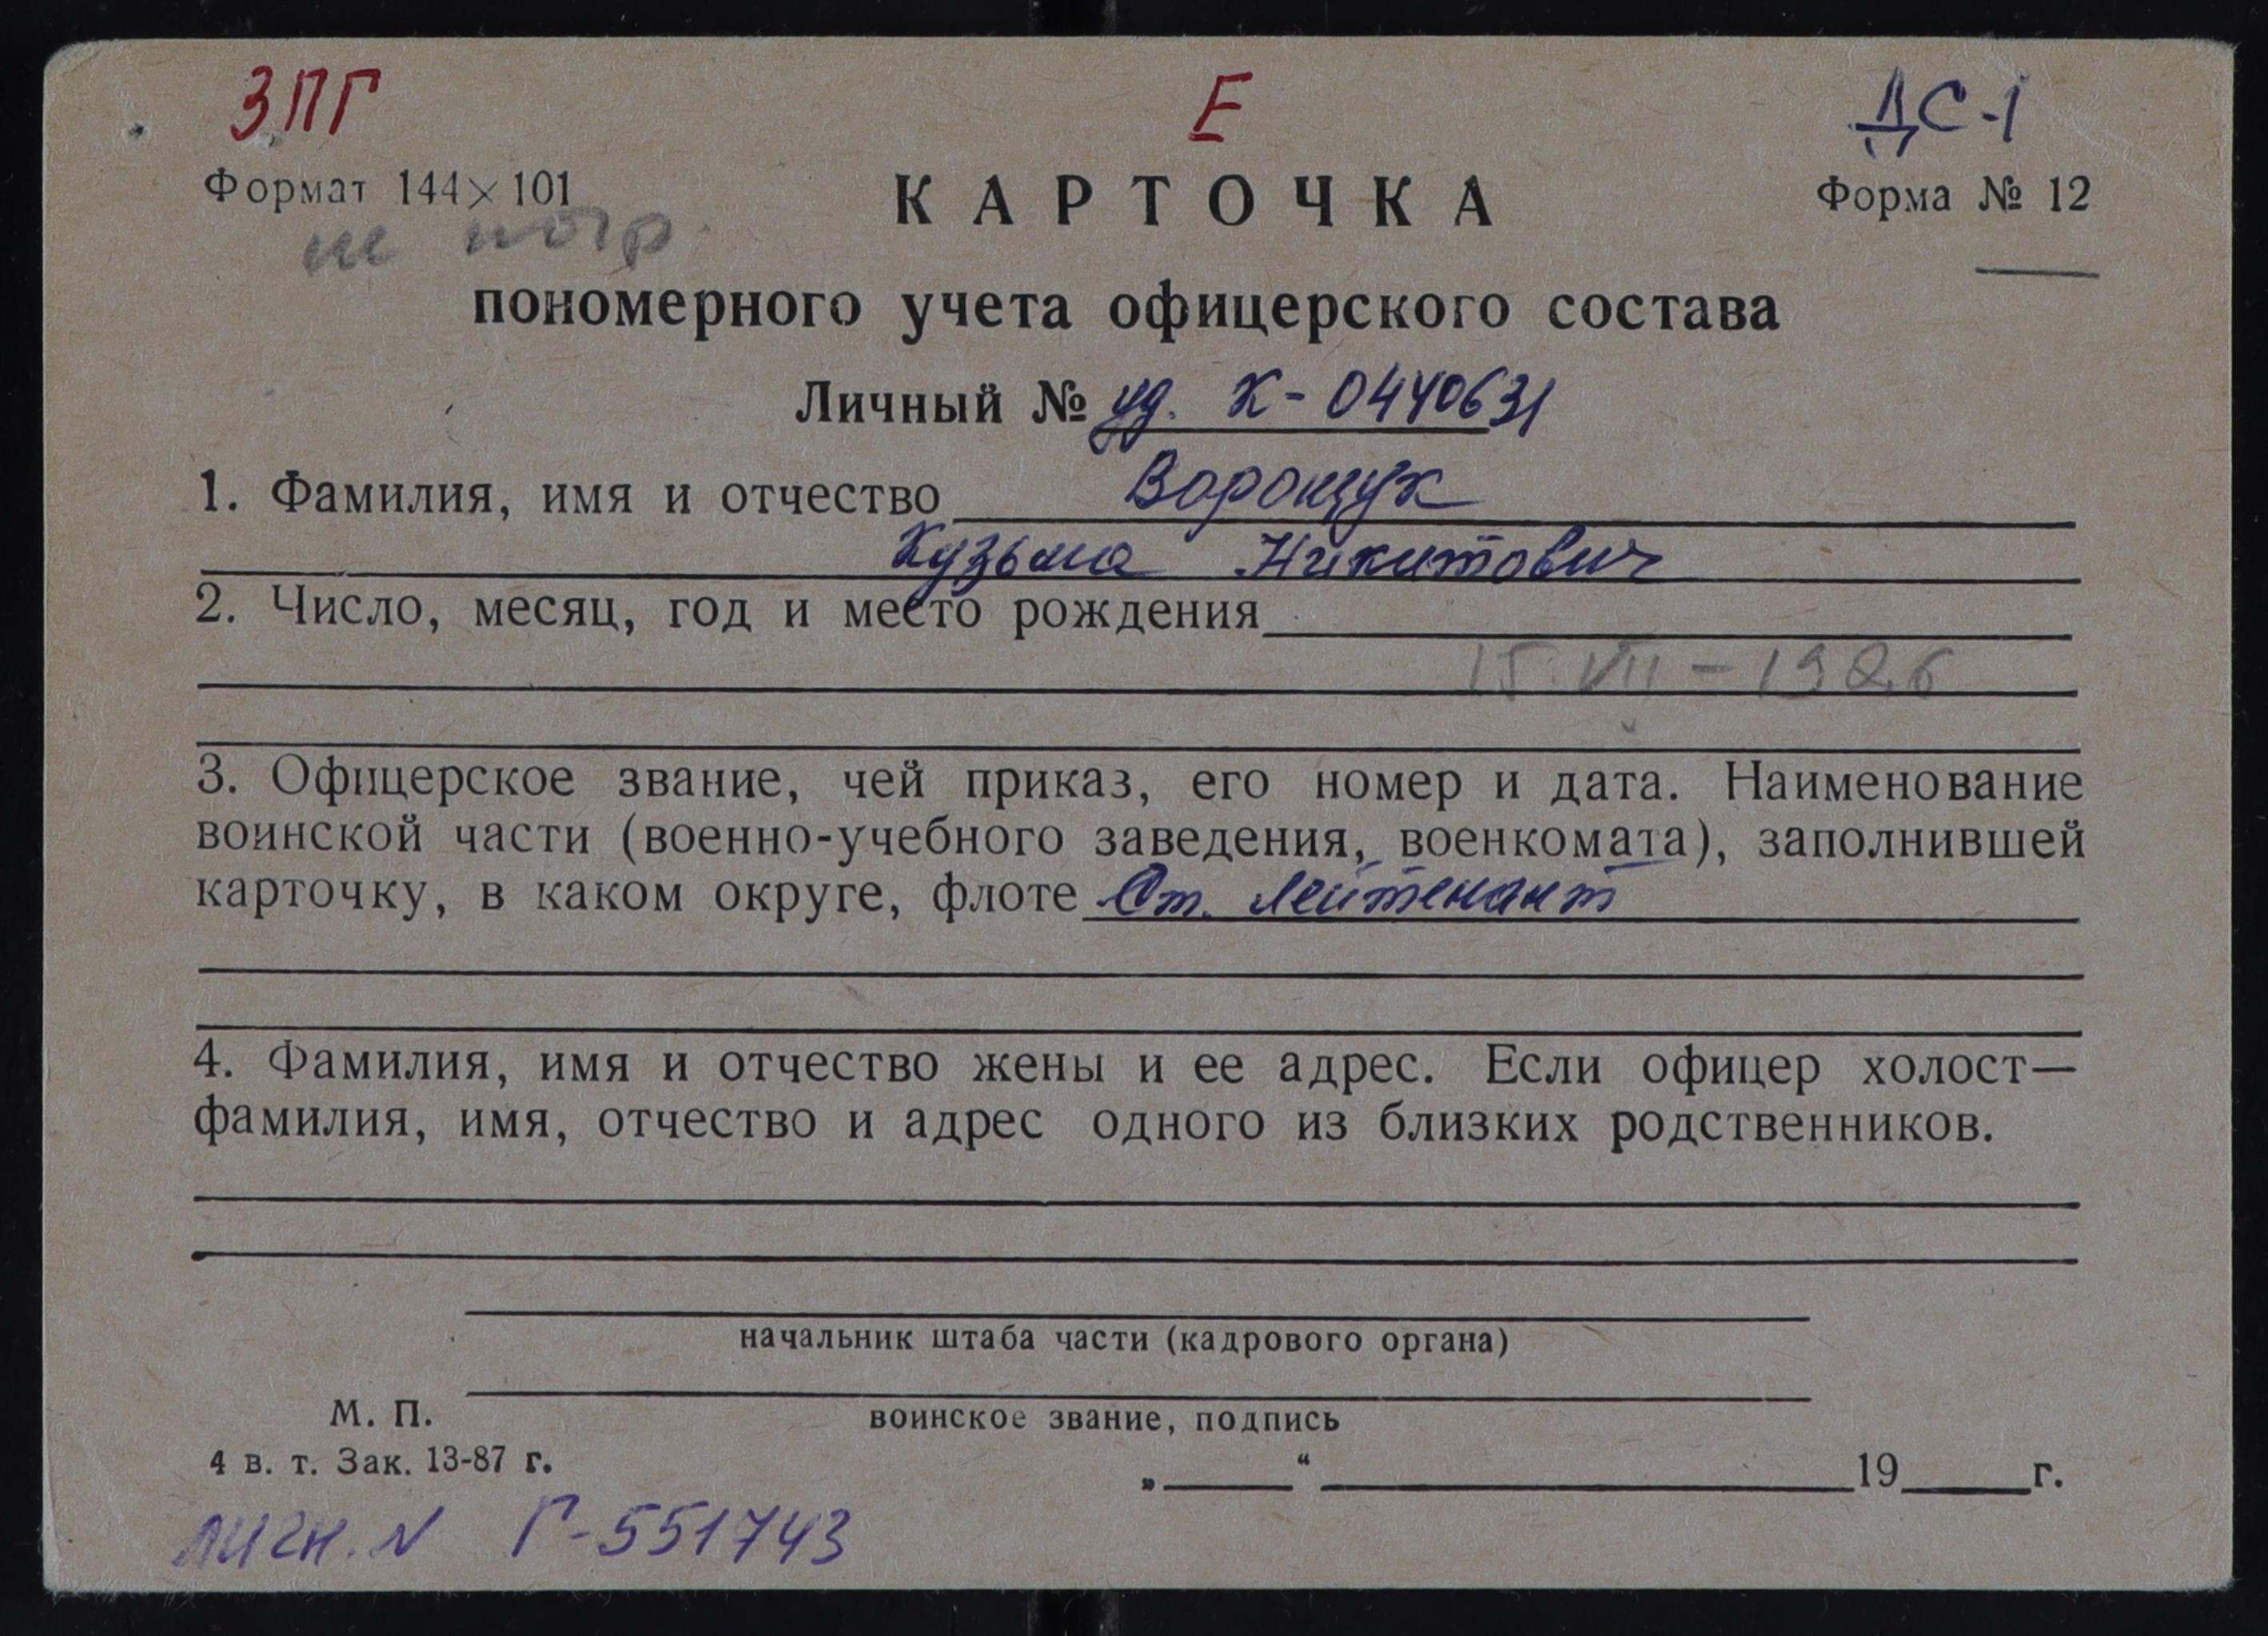 ЗПГ Е ДС-1
Формат 144×101 КАРТОЧКА Форма № 12
не погр.
пономерного учета офицерского состава
Личный № уд. К-0440631
1. Фамилия, имя и отчество Ворощук
Кузьма Никитович
2. Число, месяц, год и место рождения
15.VII-1926
3. Офицерское звание, чей приказ, его номер и дата. Наименование
воинской части (военно-учебного заведения, военкомата), заполнившей
карточку, в каком округе, флоте Ст. лейтенант
4. Фамилия, имя и отчество жены и ее адрес. Если офицер холост—
фамилия, имя, отчество и адрес одного из близких родственников.
начальник штаба части (кадрового органа)
М. П.
воинское звание, подпись
4 в. т. Зак. 13-87 г.
„ “ 19 г.
личн. N Г-551743